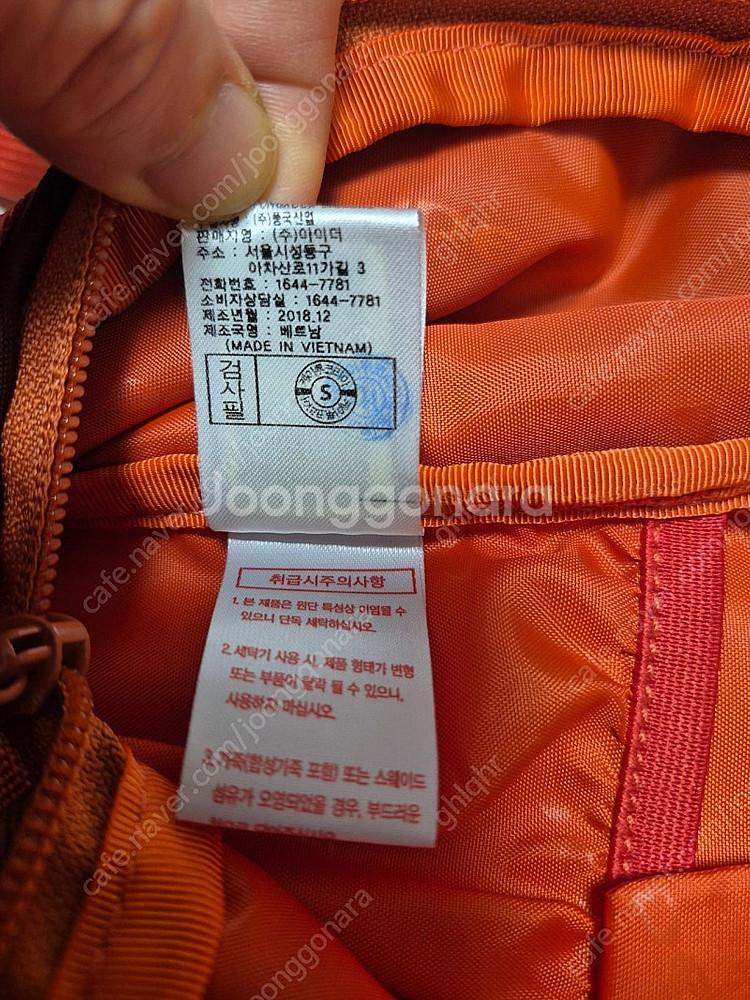 (주)동국산업
판매자명 : (주)아이더
주소 : 서울시성동구
아차산로11가길 3
전화번호 : 1644-7781
소비자상담실 : 1644-7781
제조년월 : 2018.12
제조국명 : 베트남
(MADE IN VIETNAM)
검사필
S
Joonggonara
취급시주의사항
1. 본 제품은 원단 특성상 이염될 수
있으니 단독 세탁하십시오.
2. 세탁기 사용 시, 제품 형태가 변형
또는 부품이 탈락 될 수 있으니,
사용하지 마십시오
3. 가죽(합성가죽 포함) 또는 스웨이드
섬유가 오염되었을 경우, 부드러운
cafe.naver.com/joonggonara
ghlqhr